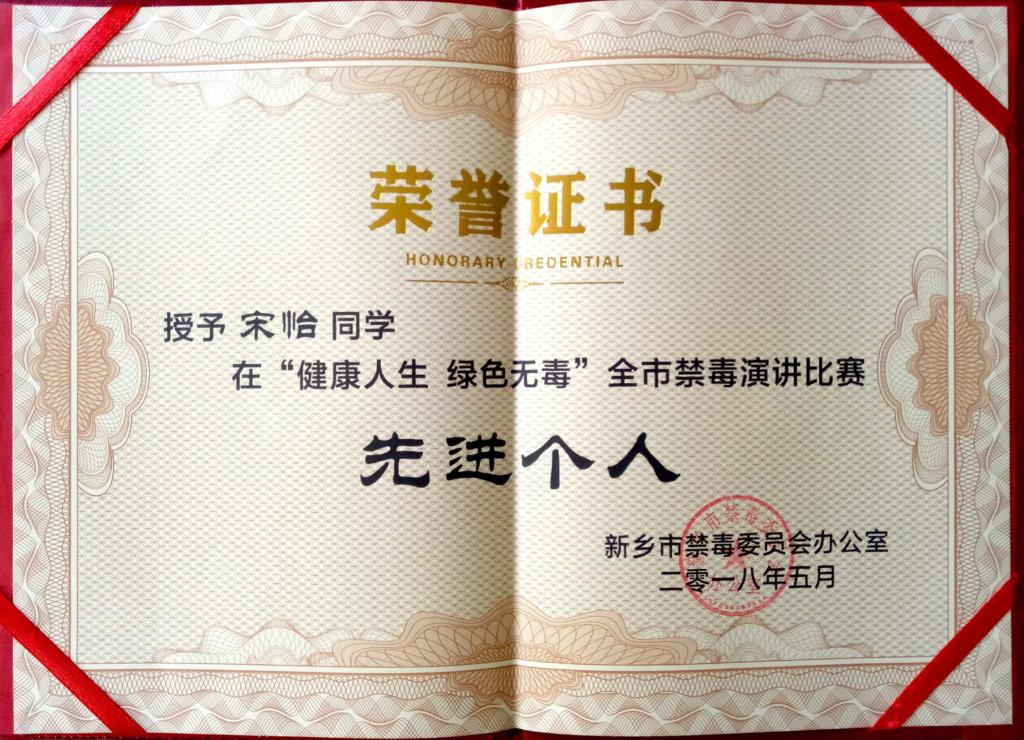 荣誉证书
HONORARY CREDENTIAL
授予 宋恰 同学
在“健康人生 绿色无毒”全市禁毒演讲比赛
先进个人
新乡市禁毒委员会办公室
二零一八年五月